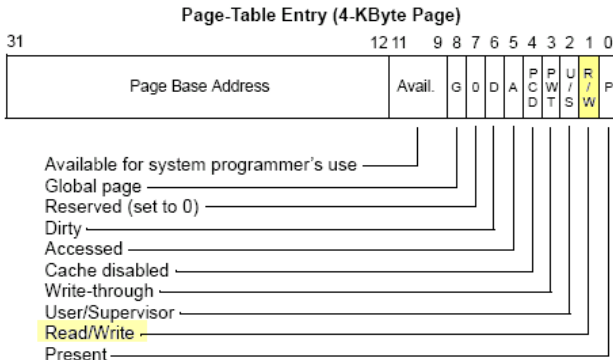 Page-Table Entry (4-KByte Page)
31 12 11 9 8 7 6 5 4 3 2 1 0
Page Base Address Avail. G 0 D A PCD PWT U/S R/W P
Available for system programmer's use
Global page
Reserved (set to 0)
Dirty
Accessed
Cache disabled
Write-through
User/Supervisor
Read/Write
Present